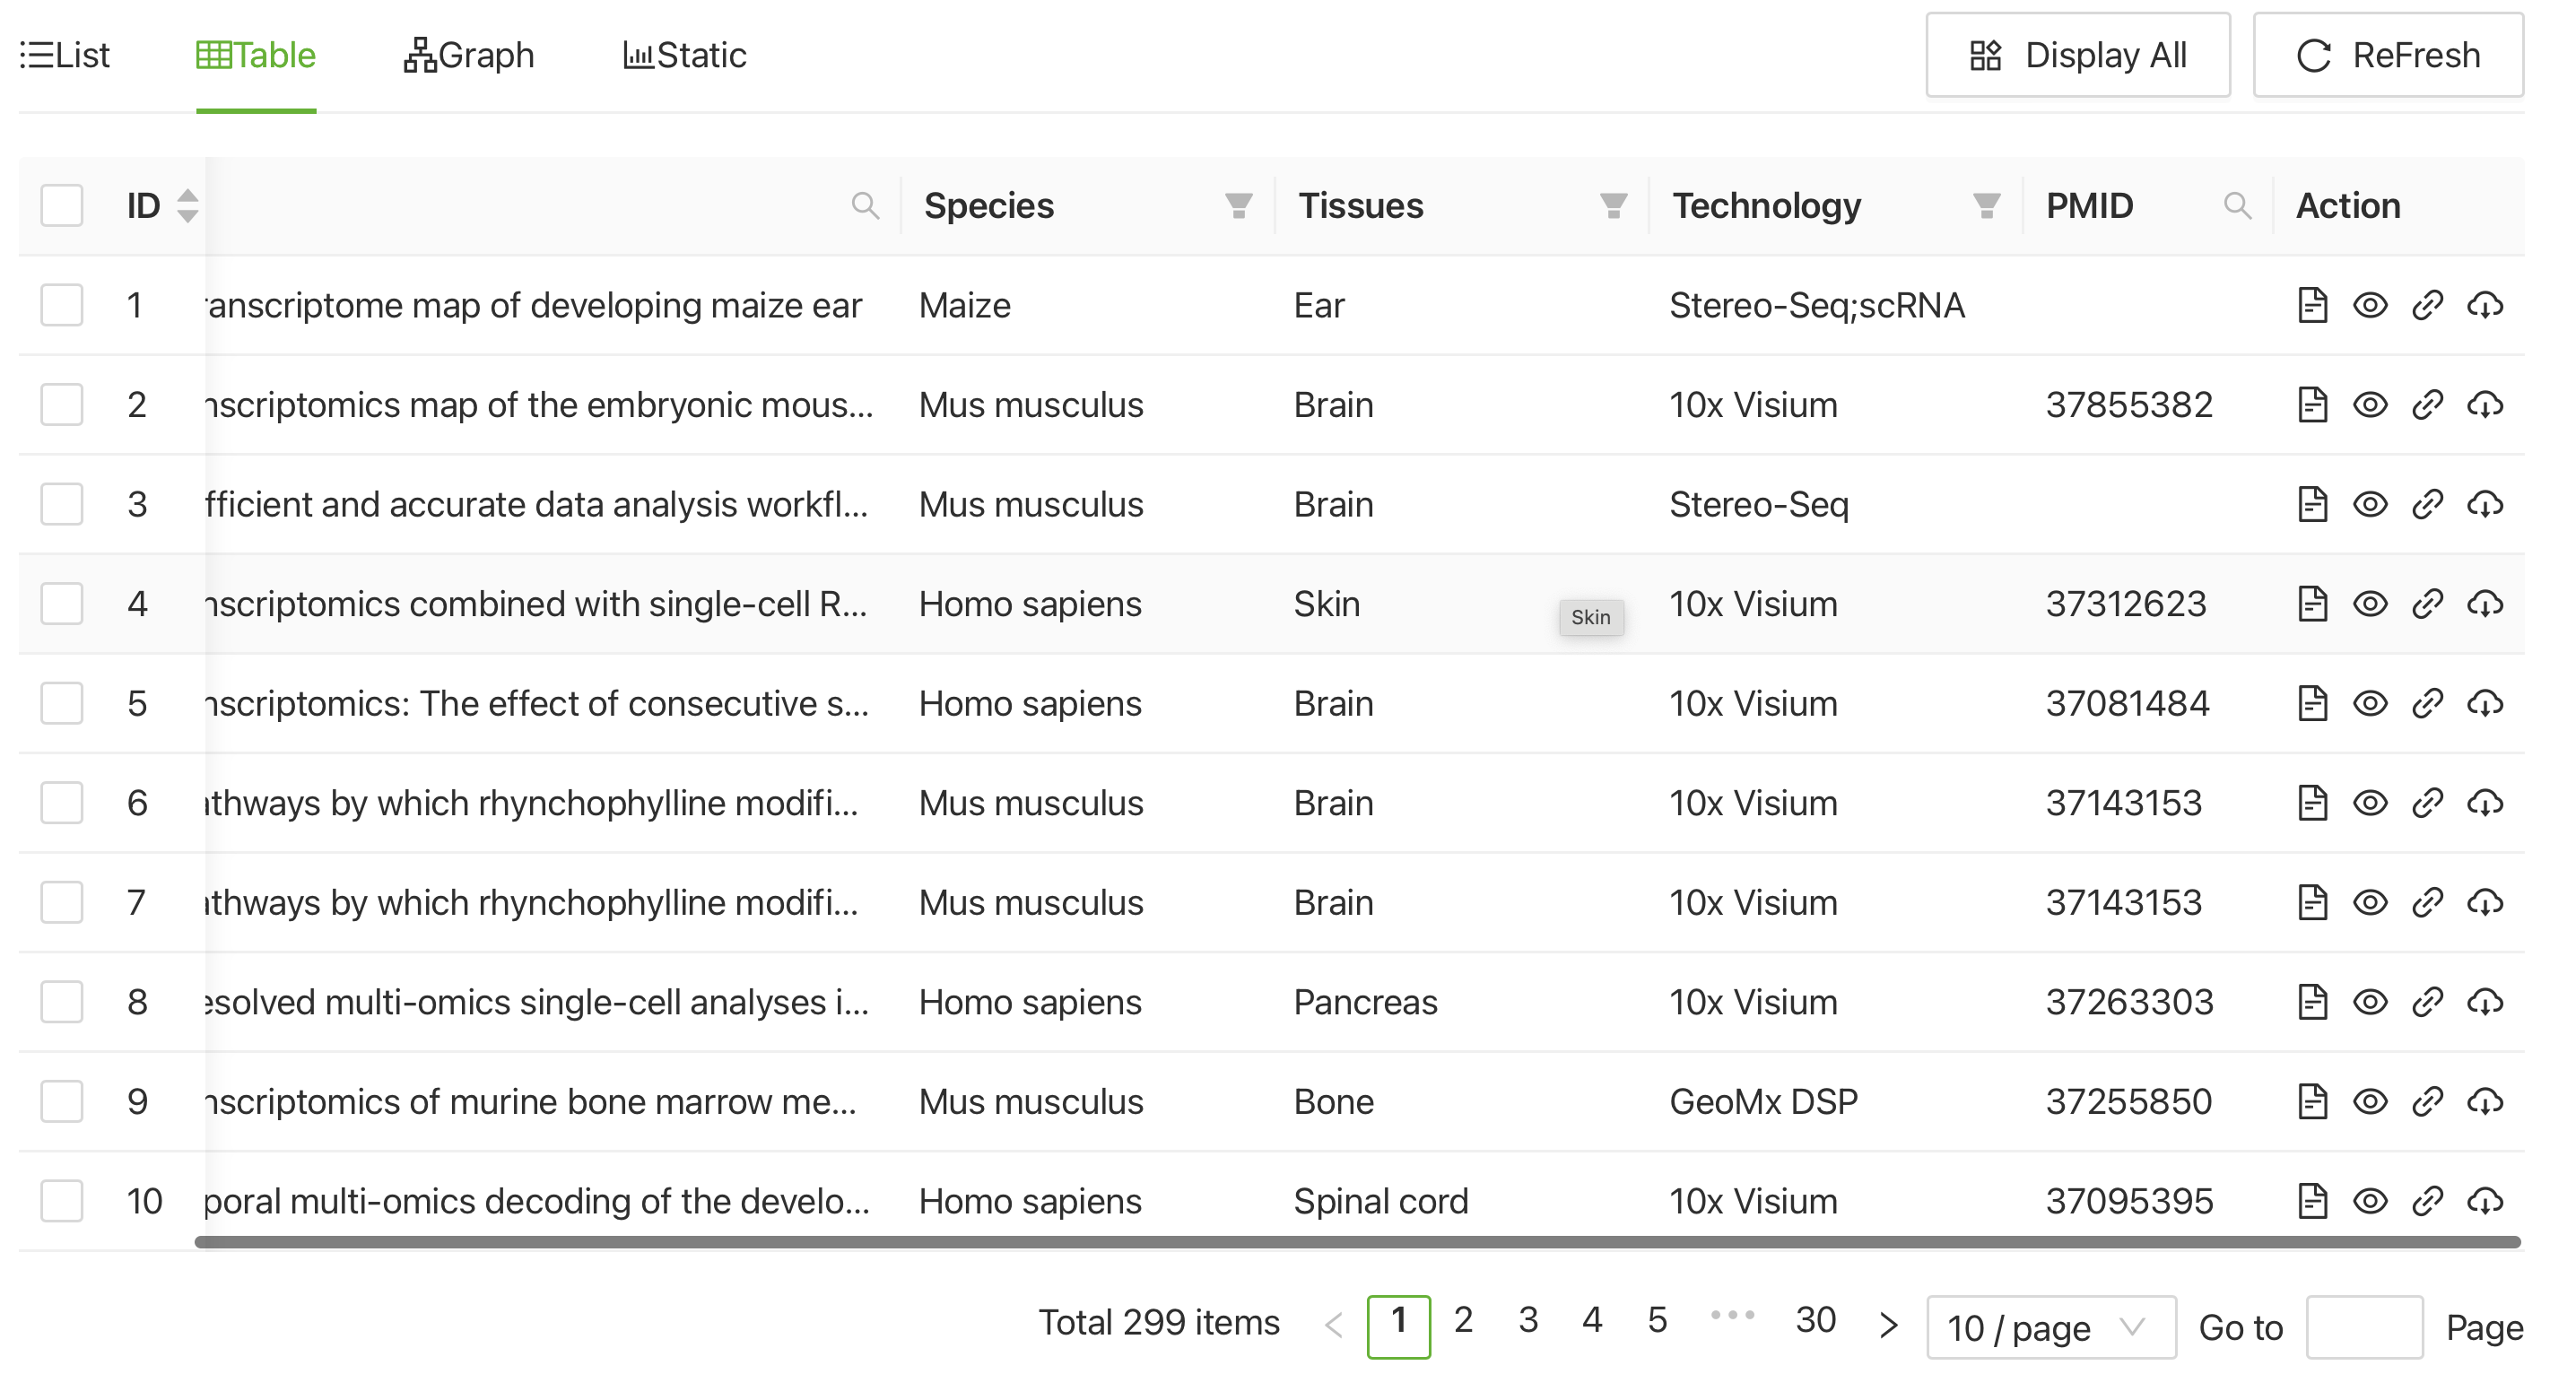 List Table Graph Static Display All ReFresh
ID Species Tissues Technology PMID Action
1 ranscriptome map of developing maize ear Maize Ear Stereo-Seq;scRNA
2 nscriptomics map of the embryonic mous... Mus musculus Brain 10x Visium 37855382
3 fficient and accurate data analysis workfl... Mus musculus Brain Stereo-Seq
4 nscriptomics combined with single-cell R... Homo sapiens Skin Skin 10x Visium 37312623
5 nscriptomics: The effect of consecutive s... Homo sapiens Brain 10x Visium 37081484
6 athways by which rhynchophylline modifi... Mus musculus Brain 10x Visium 37143153
7 athways by which rhynchophylline modifi... Mus musculus Brain 10x Visium 37143153
8 esolved multi-omics single-cell analyses i... Homo sapiens Pancreas 10x Visium 37263303
9 nscriptomics of murine bone marrow me... Mus musculus Bone GeoMx DSP 37255850
10 poral multi-omics decoding of the develo... Homo sapiens Spinal cord 10x Visium 37095395
Total 299 items < 1 2 3 4 5 ••• 30 > 10 / page Go to Page